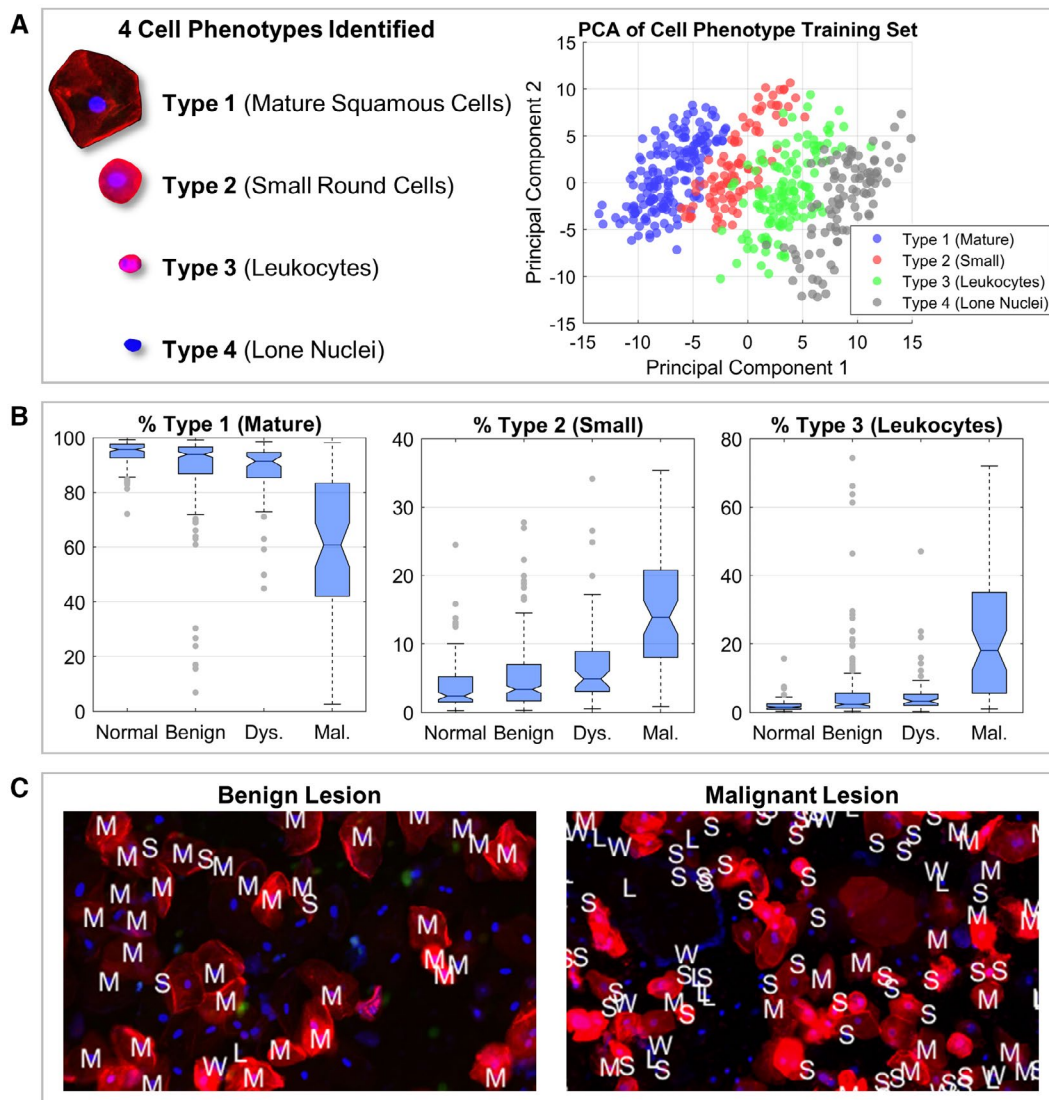 A
4 Cell Phenotypes Identified
Type 1 (Mature Squamous Cells)
Type 2 (Small Round Cells)
Type 3 (Leukocytes)
Type 4 (Lone Nuclei)
PCA of Cell Phenotype Training Set
Principal Component 2
15
10
5
0
-5
-10
-15
-15
-10
-5
0
5
10
15
Principal Component 1
Type 1 (Mature)
Type 2 (Small)
Type 3 (Leukocytes)
Type 4 (Lone Nuclei)
B
% Type 1 (Mature)
100
80
60
40
20
0
Normal Benign Dys. Mal.
% Type 2 (Small)
40
30
20
10
0
Normal Benign Dys. Mal.
% Type 3 (Leukocytes)
80
60
40
20
0
Normal Benign Dys. Mal.
C
Benign Lesion
Malignant Lesion